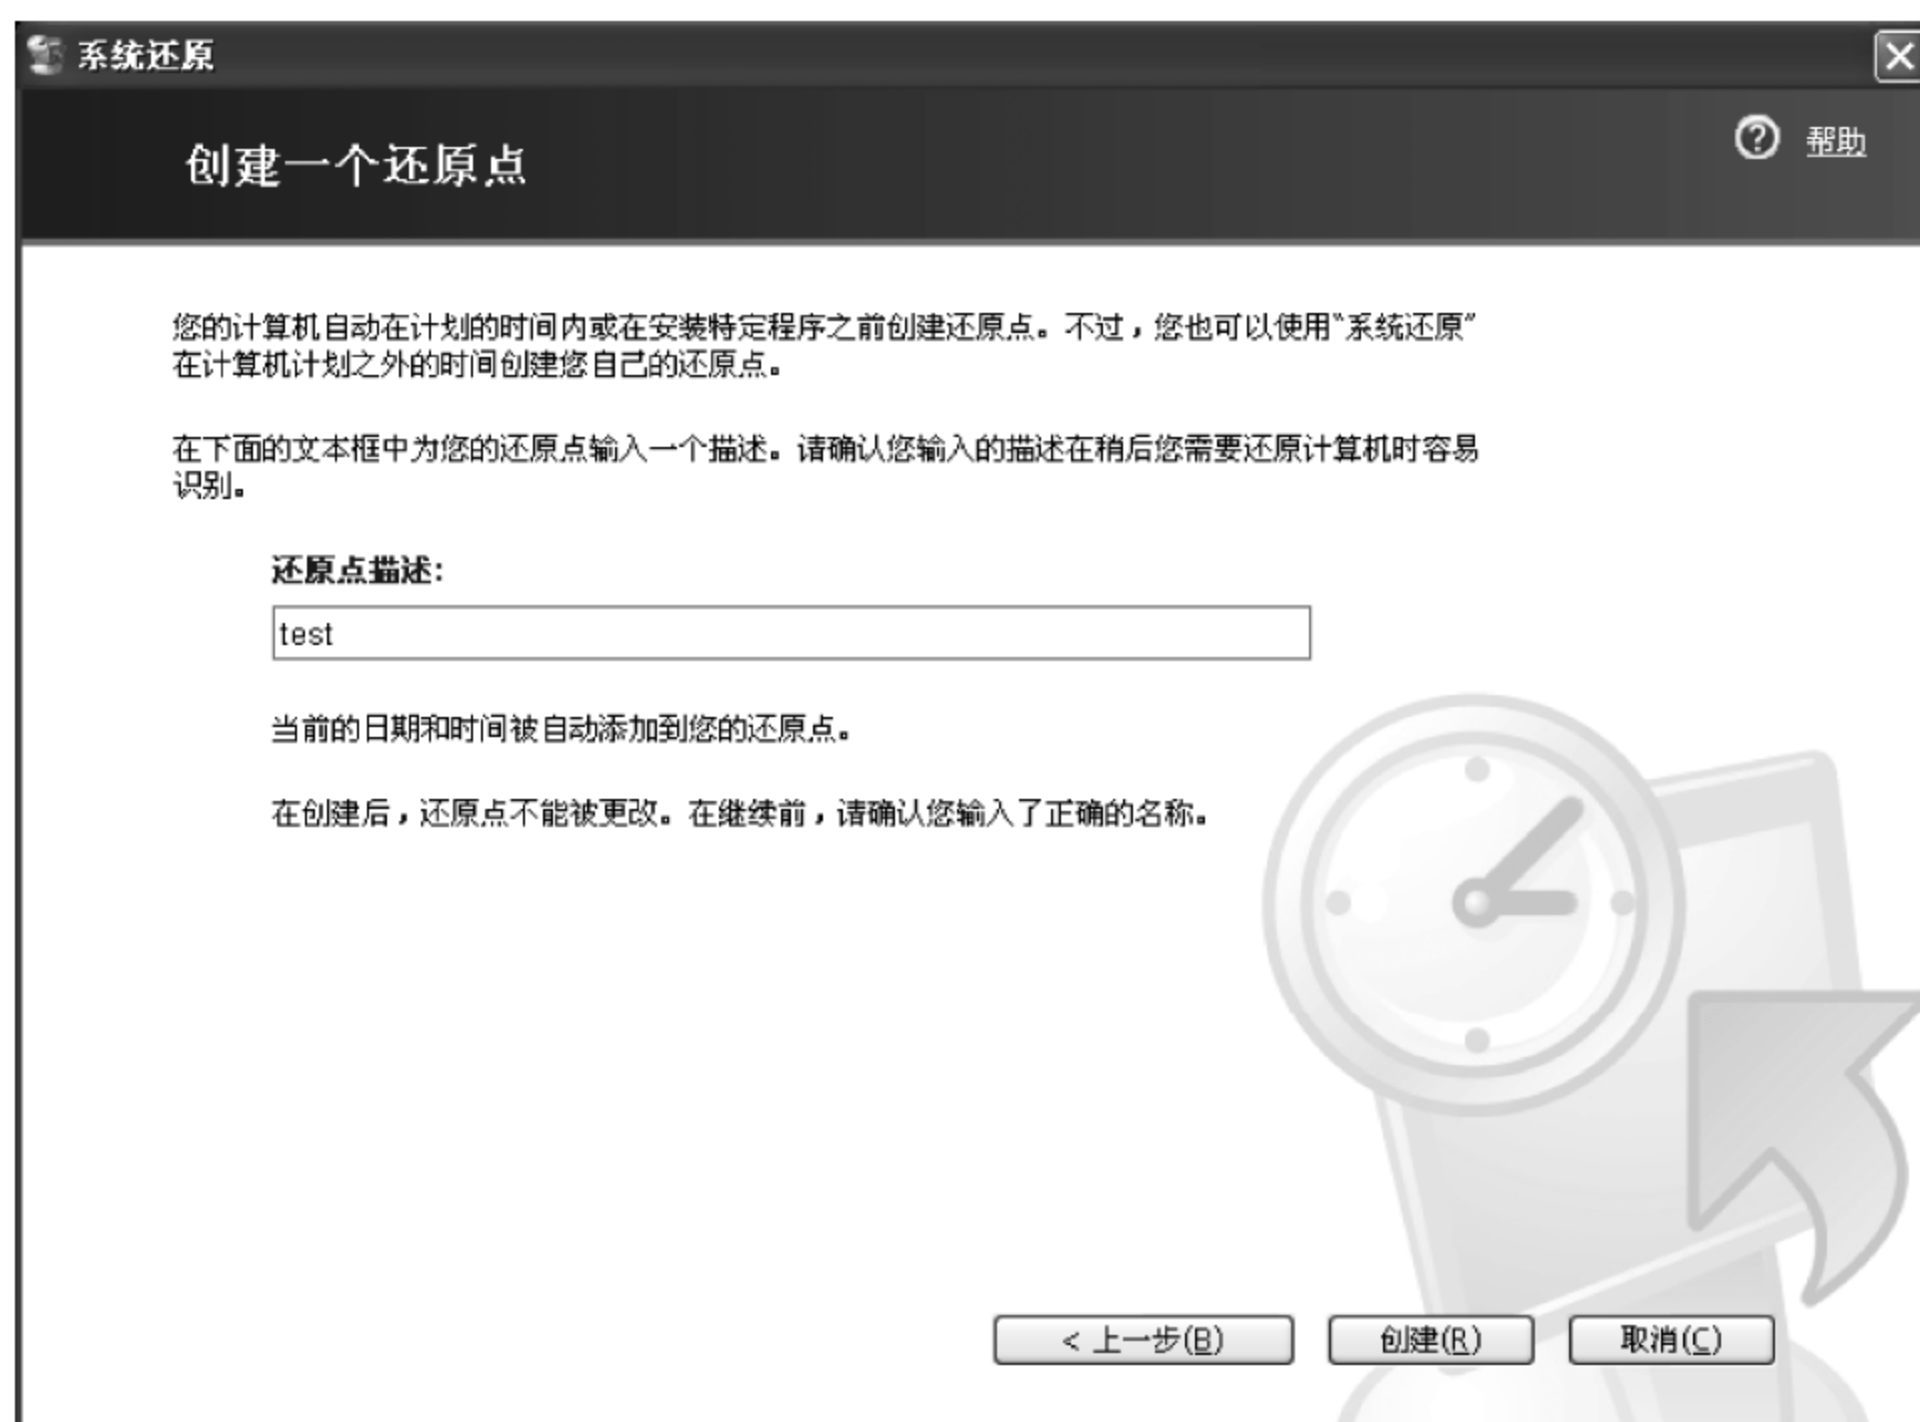 系统还原
创建一个还原点
帮助
您的计算机自动在计划的时间内或在安装特定程序之前创建还原点。不过，您也可以使用“系统还原”
在计算机计划之外的时间创建您自己的还原点。
在下面的文本框中为您的还原点输入一个描述。请确认您输入的描述在稍后您需要还原计算机时容易
识别。
还原点描述:
test
当前的日期和时间被自动添加到您的还原点。
在创建后，还原点不能被更改。在继续前，请确认您输入了正确的名称。
< 上一步(B)
创建(R)
取消(C)